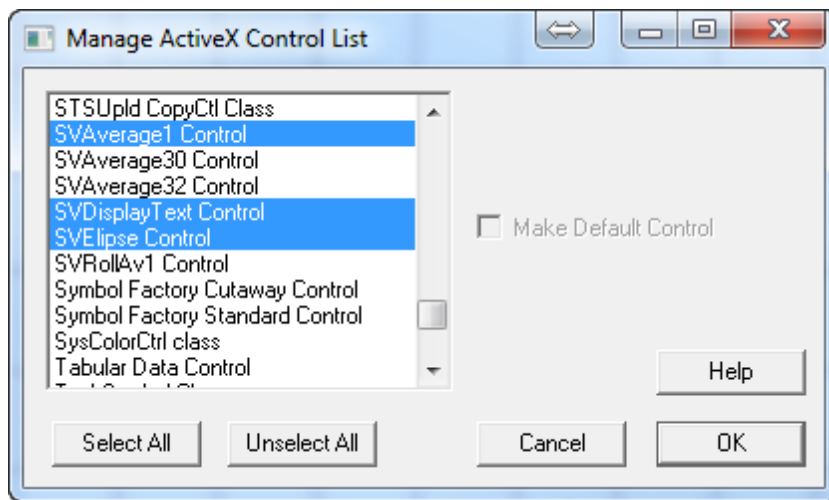 Manage ActiveX Control List
STSUpld CopyCtl Class
SVAverage1 Control
SVAverage30 Control
SVAverage32 Control
SVDisplayText Control
SVElipse Control
SVRollAv1 Control
Symbol Factory Cutaway Control
Symbol Factory Standard Control
SysColorCtrl class
Tabular Data Control
Make Default Control
Help
Select All
Unselect All
Cancel
OK